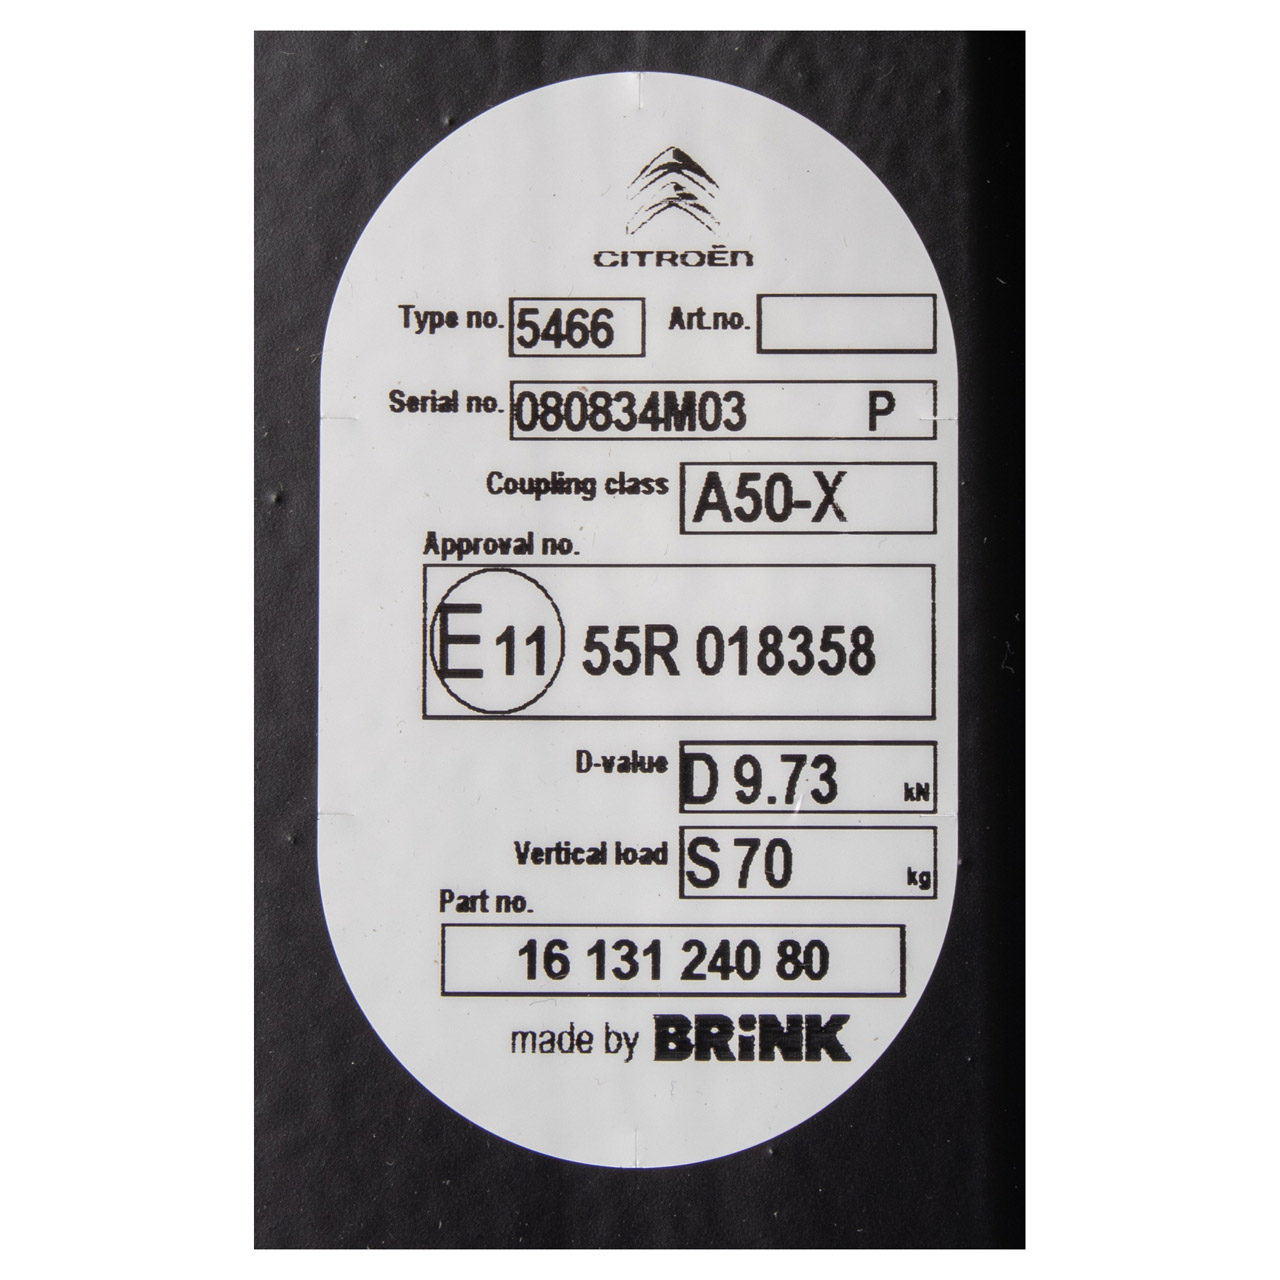 CITROËN
Type no. 5466 Art.no.
Serial no. 080834M03 P
Coupling class A50-X
Approval no.
E 11 55R 018358
D-value D 9.73 kN
Vertical load S 70 kg
Part no.
16 131 240 80
made by BRiNK